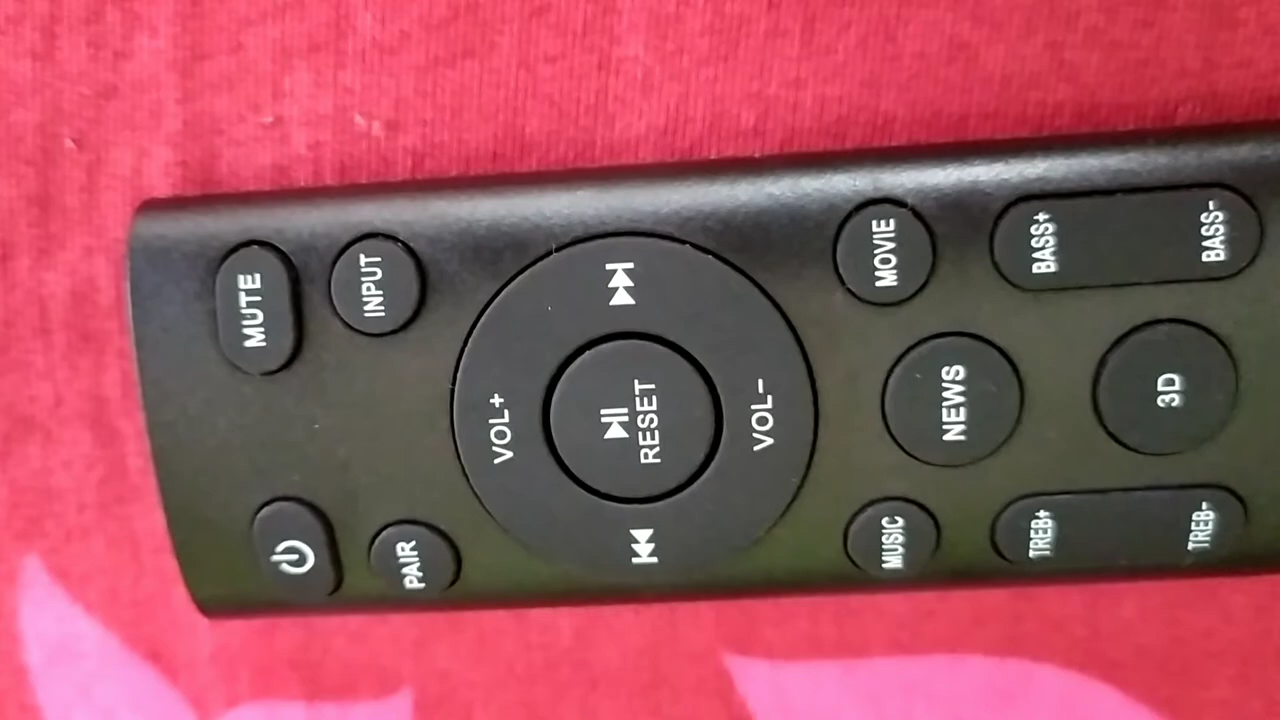 MUTE
PAIR
INPUT
VOL+
RESET
VOL-
MUSIC
NEWS
MOVIE
TREB+
3D
BASS+
TREB-
BASS-